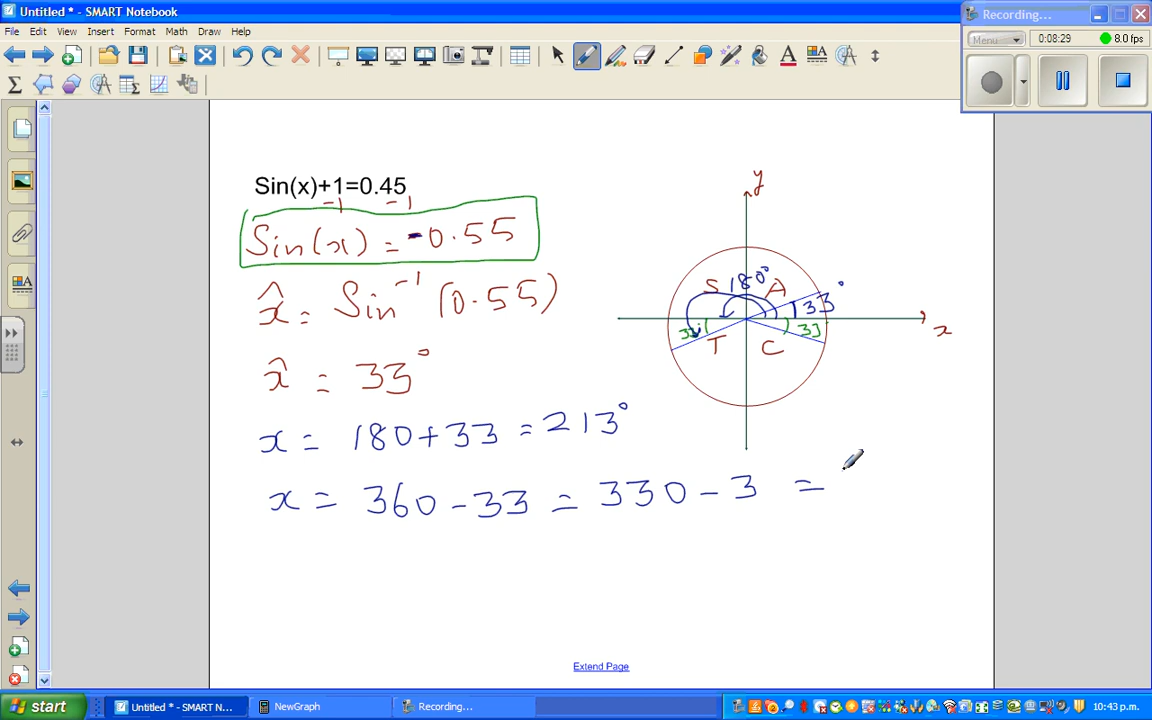 Untitled * - SMART Notebook
Recording...
File Edit View Insert Format Math Draw Help
Menu
0:08:29
8.0 fps
Sin(x)+1=0.45
-1 -1
Sin(x) = -0.55
x̂ = Sin⁻¹(0.55)
x̂ = 33°
x = 180+33 = 213°
x = 360-33 = 330-3 =
y
180°
S
A
33°
33
T
C
33
x
Extend Page
start
Untitled * - SMART N...
NewGraph
Recording...
10:43 p.m.